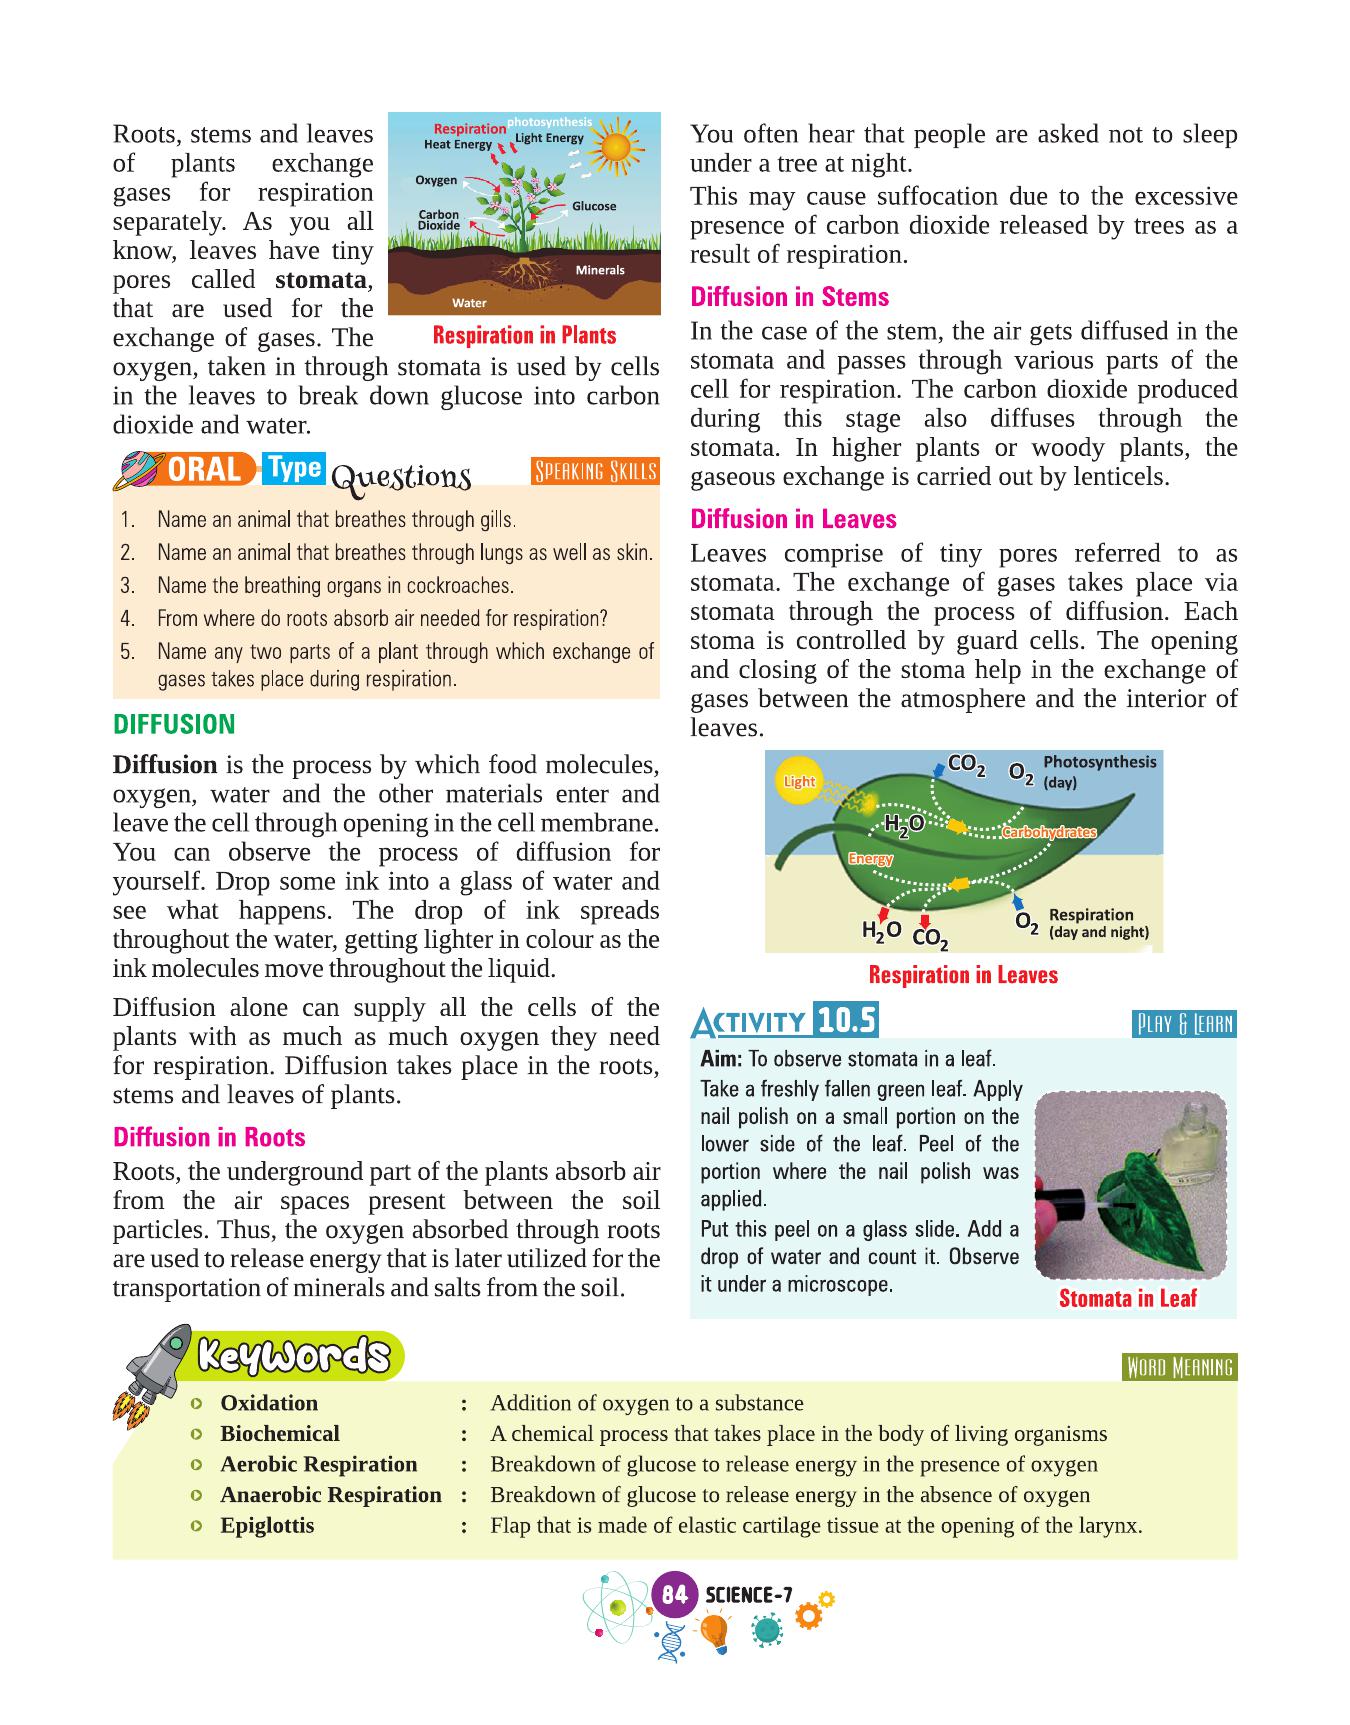 Roots, stems and leaves
of plants exchange
gases for respiration
separately. As you all
know, leaves have tiny
pores called stomata,
that are used for the
exchange of gases. The
oxygen, taken in through stomata is used by cells
in the leaves to break down glucose into carbon
dioxide and water.
photosynthesis
Respiration
Heat Energy
Light Energy
Oxygen
Glucose
Carbon
Dioxide
Minerals
Water
Respiration in Plants
ORAL Type Questions
SPEAKING SKILLS
1. Name an animal that breathes through gills.
2. Name an animal that breathes through lungs as well as skin.
3. Name the breathing organs in cockroaches.
4. From where do roots absorb air needed for respiration?
5. Name any two parts of a plant through which exchange of
gases takes place during respiration.
DIFFUSION
Diffusion is the process by which food molecules,
oxygen, water and the other materials enter and
leave the cell through opening in the cell membrane.
You can observe the process of diffusion for
yourself. Drop some ink into a glass of water and
see what happens. The drop of ink spreads
throughout the water, getting lighter in colour as the
ink molecules move throughout the liquid.
Diffusion alone can supply all the cells of the
plants with as much as much oxygen they need
for respiration. Diffusion takes place in the roots,
stems and leaves of plants.
Diffusion in Roots
Roots, the underground part of the plants absorb air
from the air spaces present between the soil
particles. Thus, the oxygen absorbed through roots
are used to release energy that is later utilized for the
transportation of minerals and salts from the soil.
You often hear that people are asked not to sleep
under a tree at night.
This may cause suffocation due to the excessive
presence of carbon dioxide released by trees as a
result of respiration.
Diffusion in Stems
In the case of the stem, the air gets diffused in the
stomata and passes through various parts of the
cell for respiration. The carbon dioxide produced
during this stage also diffuses through the
stomata. In higher plants or woody plants, the
gaseous exchange is carried out by lenticels.
Diffusion in Leaves
Leaves comprise of tiny pores referred to as
stomata. The exchange of gases takes place via
stomata through the process of diffusion. Each
stoma is controlled by guard cells. The opening
and closing of the stoma help in the exchange of
gases between the atmosphere and the interior of
leaves.
Light
CO2
O2
Photosynthesis
(day)
H2O
Carbohydrates
Energy
H2O
CO2
O2
Respiration
(day and night)
Respiration in Leaves
ACTIVITY 10.5
PLAY & LEARN
Aim: To observe stomata in a leaf.
Take a freshly fallen green leaf. Apply
nail polish on a small portion on the
lower side of the leaf. Peel of the
portion where the nail polish was
applied.
Put this peel on a glass slide. Add a
drop of water and count it. Observe
it under a microscope.
Stomata in Leaf
KeyWords
WORD MEANING
Oxidation : Addition of oxygen to a substance
Biochemical : A chemical process that takes place in the body of living organisms
Aerobic Respiration : Breakdown of glucose to release energy in the presence of oxygen
Anaerobic Respiration : Breakdown of glucose to release energy in the absence of oxygen
Epiglottis : Flap that is made of elastic cartilage tissue at the opening of the larynx.
84 SCIENCE-7